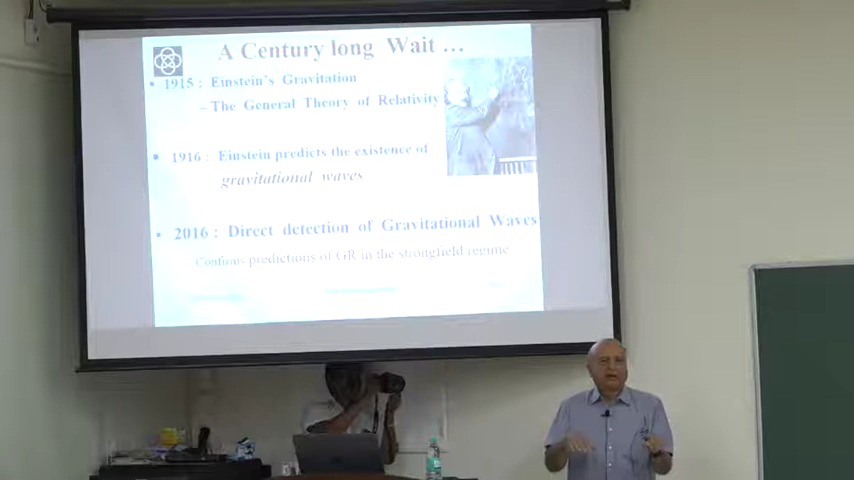 A Century long Wait ...
• 1915 : Einstein's Gravitation
– The General Theory of Relativity
• 1916 : Einstein predicts the existence of
gravitational waves
• 2016 : Direct detection of Gravitational Waves
Confirms predictions of GR in the strongfield regime